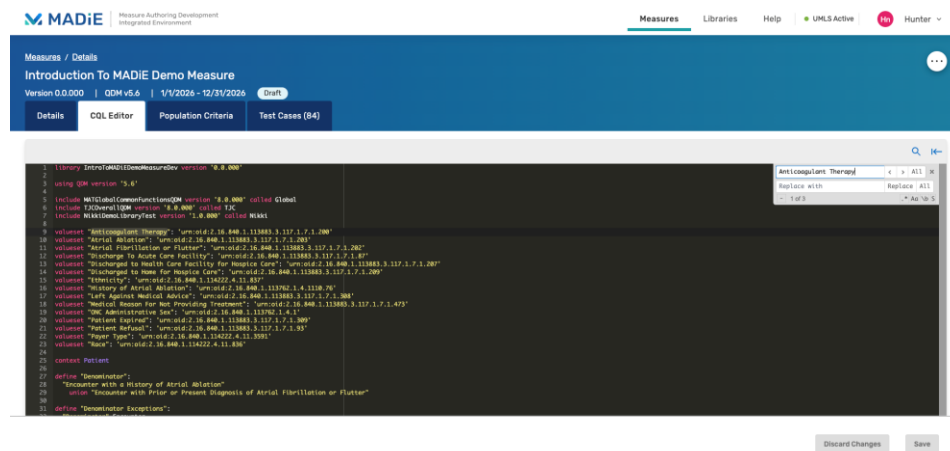 MADiE Measure Authoring Development Integrated Environment
Measures Libraries Help UMLS Active Hn Hunter
Measures / Details
Introduction To MADiE Demo Measure
Version 0.0.000 | QDM v5.6 | 1/1/2026 - 12/31/2026 Draft
Details CQL Editor Population Criteria Test Cases (84)
1 library IntroToMADiEDemoMeasureDev version '0.0.000'
2
3 using QDM version '5.6'
4
5 include MATGlobalCommonFunctionsQDM version '8.0.000' called Global
6 include TJCOverallQDM version '8.0.000' called TJC
7 include NikkiDemoLibraryTest version '1.0.000' called Nikki
8
9 valueset "Anticoagulant Therapy": 'urn:oid:2.16.840.1.113883.3.117.1.7.1.200'
10 valueset "Atrial Ablation": 'urn:oid:2.16.840.1.113883.3.117.1.7.1.203'
11 valueset "Atrial Fibrillation or Flutter": 'urn:oid:2.16.840.1.113883.3.117.1.7.1.202'
12 valueset "Discharge To Acute Care Facility": 'urn:oid:2.16.840.1.113883.3.117.1.7.1.87'
13 valueset "Discharged to Health Care Facility for Hospice Care": 'urn:oid:2.16.840.1.113883.3.117.1.7.1.207'
14 valueset "Discharged to Home for Hospice Care": 'urn:oid:2.16.840.1.113883.3.117.1.7.1.209'
15 valueset "Ethnicity": 'urn:oid:2.16.840.1.114222.4.11.837'
16 valueset "History of Atrial Ablation": 'urn:oid:2.16.840.1.113762.1.4.1110.76'
17 valueset "Left Against Medical Advice": 'urn:oid:2.16.840.1.113883.3.117.1.7.1.308'
18 valueset "Medical Reason For Not Providing Treatment": 'urn:oid:2.16.840.1.113883.3.117.1.7.1.473'
19 valueset "ONC Administrative Sex": 'urn:oid:2.16.840.1.113762.1.4.1'
20 valueset "Patient Expired": 'urn:oid:2.16.840.1.113883.3.117.1.7.1.309'
21 valueset "Patient Refusal": 'urn:oid:2.16.840.1.113883.3.117.1.7.1.93'
22 valueset "Payer Type": 'urn:oid:2.16.840.1.114222.4.11.3591'
23 valueset "Race": 'urn:oid:2.16.840.1.114222.4.11.836'
24
25 context Patient
26
27 define "Denominator":
28 "Encounter with a History of Atrial Ablation"
29 union "Encounter with Prior or Present Diagnosis of Atrial Fibrillation or Flutter"
30
31 define "Denominator Exceptions":
Anticoagulant Therapy < > All ×
Replace with Replace All
- 1 of 3 .* Aa \b S
Discard Changes Save